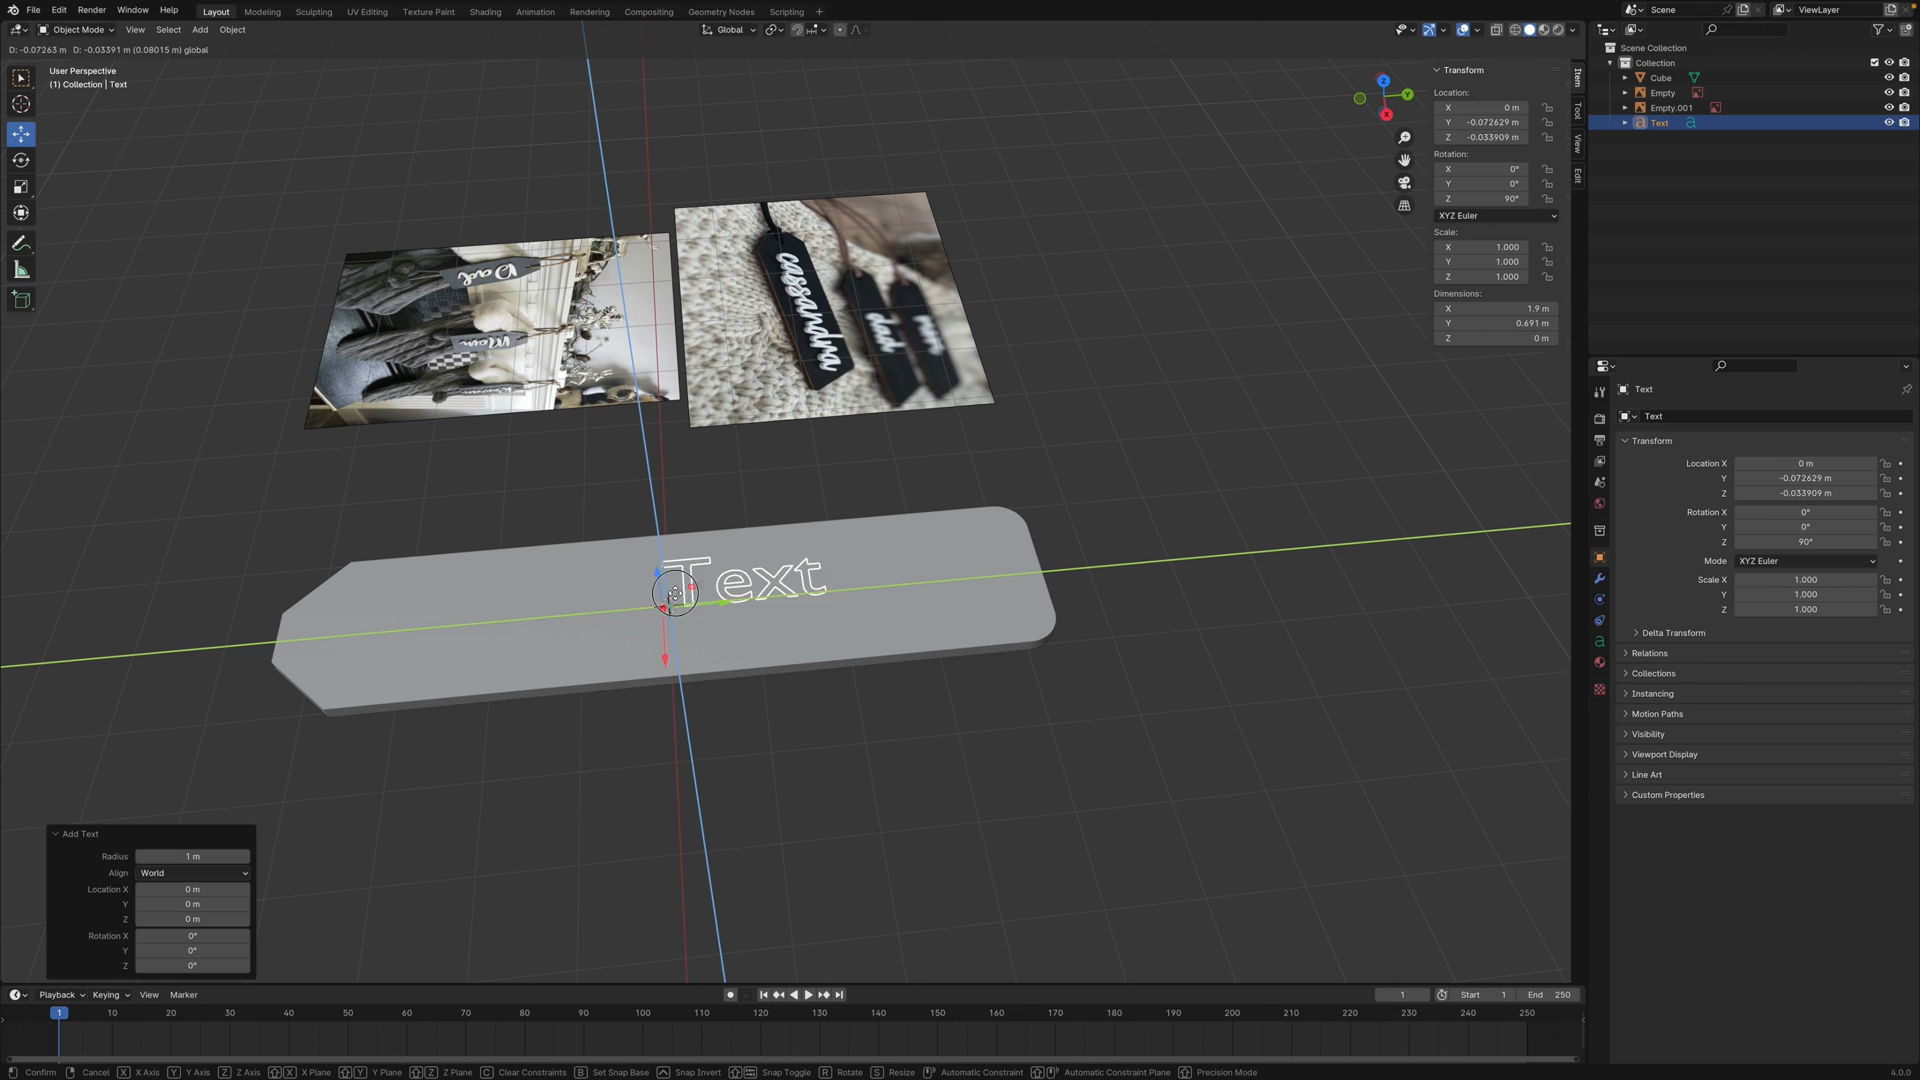 File Edit Render Window Help Layout Modeling Sculpting UV Editing Texture Paint Shading Animation Rendering Compositing Geometry Nodes Scripting + Scene ViewLayer
Object Mode View Select Add Object Global
D: -0.07263 m D: -0.03391 m (0.08015 m) global
User Perspective
(1) Collection | Text
Z
Y
X
Transform
Location:
X 0 m
Y -0.072629 m
Z -0.033909 m
Rotation:
X 0°
Y 0°
Z 90°
XYZ Euler
Scale:
X 1.000
Y 1.000
Z 1.000
Dimensions:
X 1.9 m
Y 0.691 m
Z 0 m
Item
Tool
View
Edit
Dad
Mom
cassandra
dad
Text
Scene Collection
Collection
Cube
Empty
Empty.001
Text
Text
Text
Transform
Location X 0 m
Y -0.072629 m
Z -0.033909 m
Rotation X 0°
Y 0°
Z 90°
Mode XYZ Euler
Scale X 1.000
Y 1.000
Z 1.000
Delta Transform
Relations
Collections
Instancing
Motion Paths
Visibility
Viewport Display
Line Art
Custom Properties
Add Text
Radius 1 m
Align World
Location X 0 m
Y 0 m
Z 0 m
Rotation X 0°
Y 0°
Z 0°
Playback Keying View Marker 1 Start 1 End 250
1 10 20 30 40 50 60 70 80 90 100 110 120 130 140 150 160 170 180 190 200 210 220 230 240 250
Confirm Cancel X X Axis Y Y Axis Z Z Axis X X Plane Y Y Plane Z Z Plane C Clear Constraints B Set Snap Base Snap Invert Snap Toggle R Rotate S Resize Automatic Constraint Automatic Constraint Plane Precision Mode 4.0.0